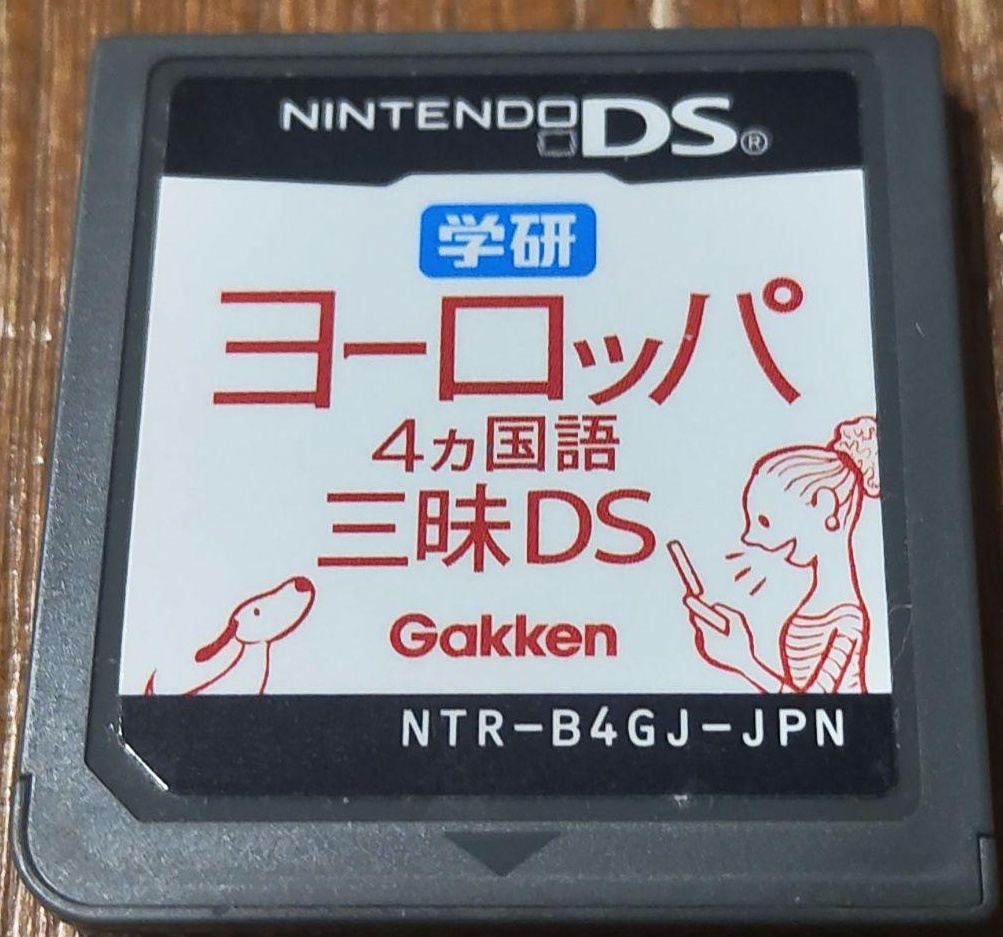 NINTENDO DS®
学研
ヨーロッパ
4ヵ国語
三昧DS
Gakken
NTR-B4GJ-JPN